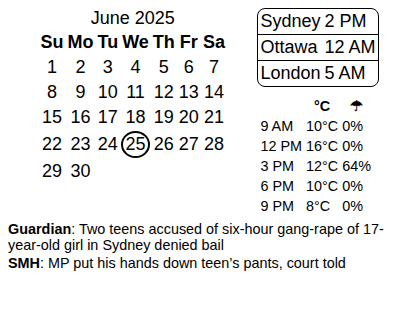 June 2025
Su Mo Tu We Th Fr Sa
1 2 3 4 5 6 7
8 9 10 11 12 13 14
15 16 17 18 19 20 21
22 23 24 25 26 27 28
29 30
Sydney 2 PM
Ottawa 12 AM
London 5 AM
°C ☂
9 AM 10°C 0%
12 PM 16°C 0%
3 PM 12°C 64%
6 PM 10°C 0%
9 PM 8°C 0%
Guardian: Two teens accused of six-hour gang-rape of 17-
year-old girl in Sydney denied bail
SMH: MP put his hands down teen’s pants, court told